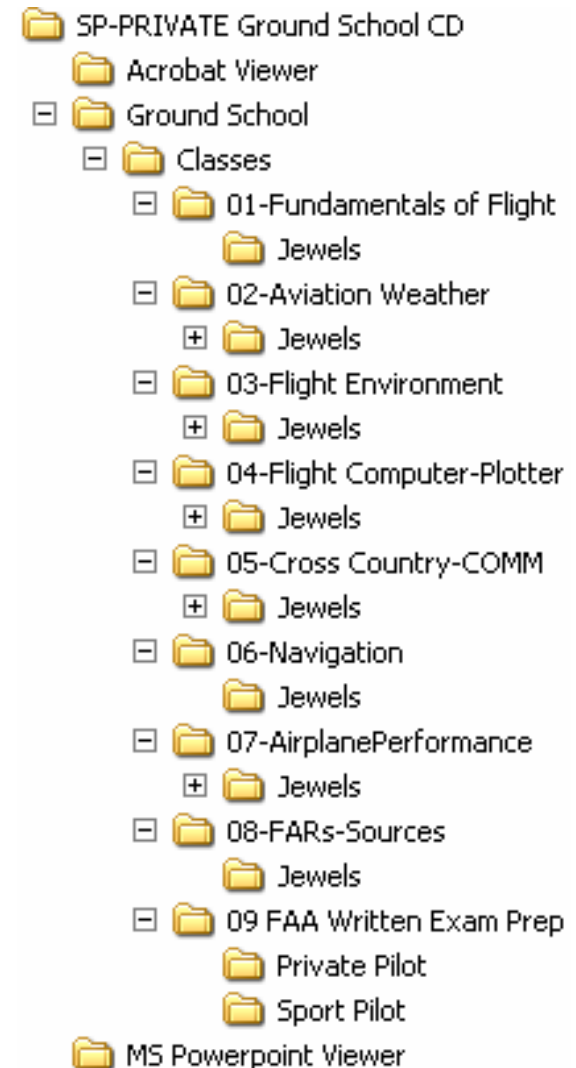 SP-PRIVATE Ground School CD
Acrobat Viewer
Ground School
Classes
01-Fundamentals of Flight
Jewels
02-Aviation Weather
Jewels
03-Flight Environment
Jewels
04-Flight Computer-Plotter
Jewels
05-Cross Country-COMM
Jewels
06-Navigation
Jewels
07-AirplanePerformance
Jewels
08-FARs-Sources
Jewels
09 FAA Written Exam Prep
Private Pilot
Sport Pilot
MS Powerpoint Viewer